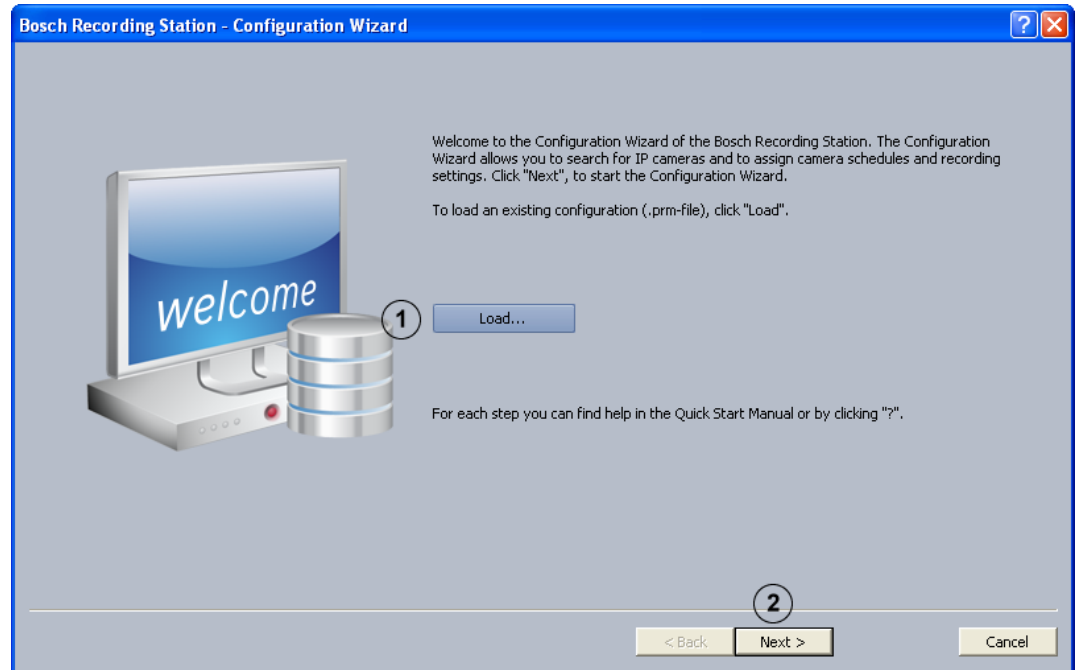 Bosch Recording Station - Configuration Wizard
?
Welcome to the Configuration Wizard of the Bosch Recording Station. The Configuration
Wizard allows you to search for IP cameras and to assign camera schedules and recording
settings. Click "Next", to start the Configuration Wizard.
To load an existing configuration (.prm-file), click "Load".
welcome
1
Load...
For each step you can find help in the Quick Start Manual or by clicking "?".
2
< Back
Next >
Cancel